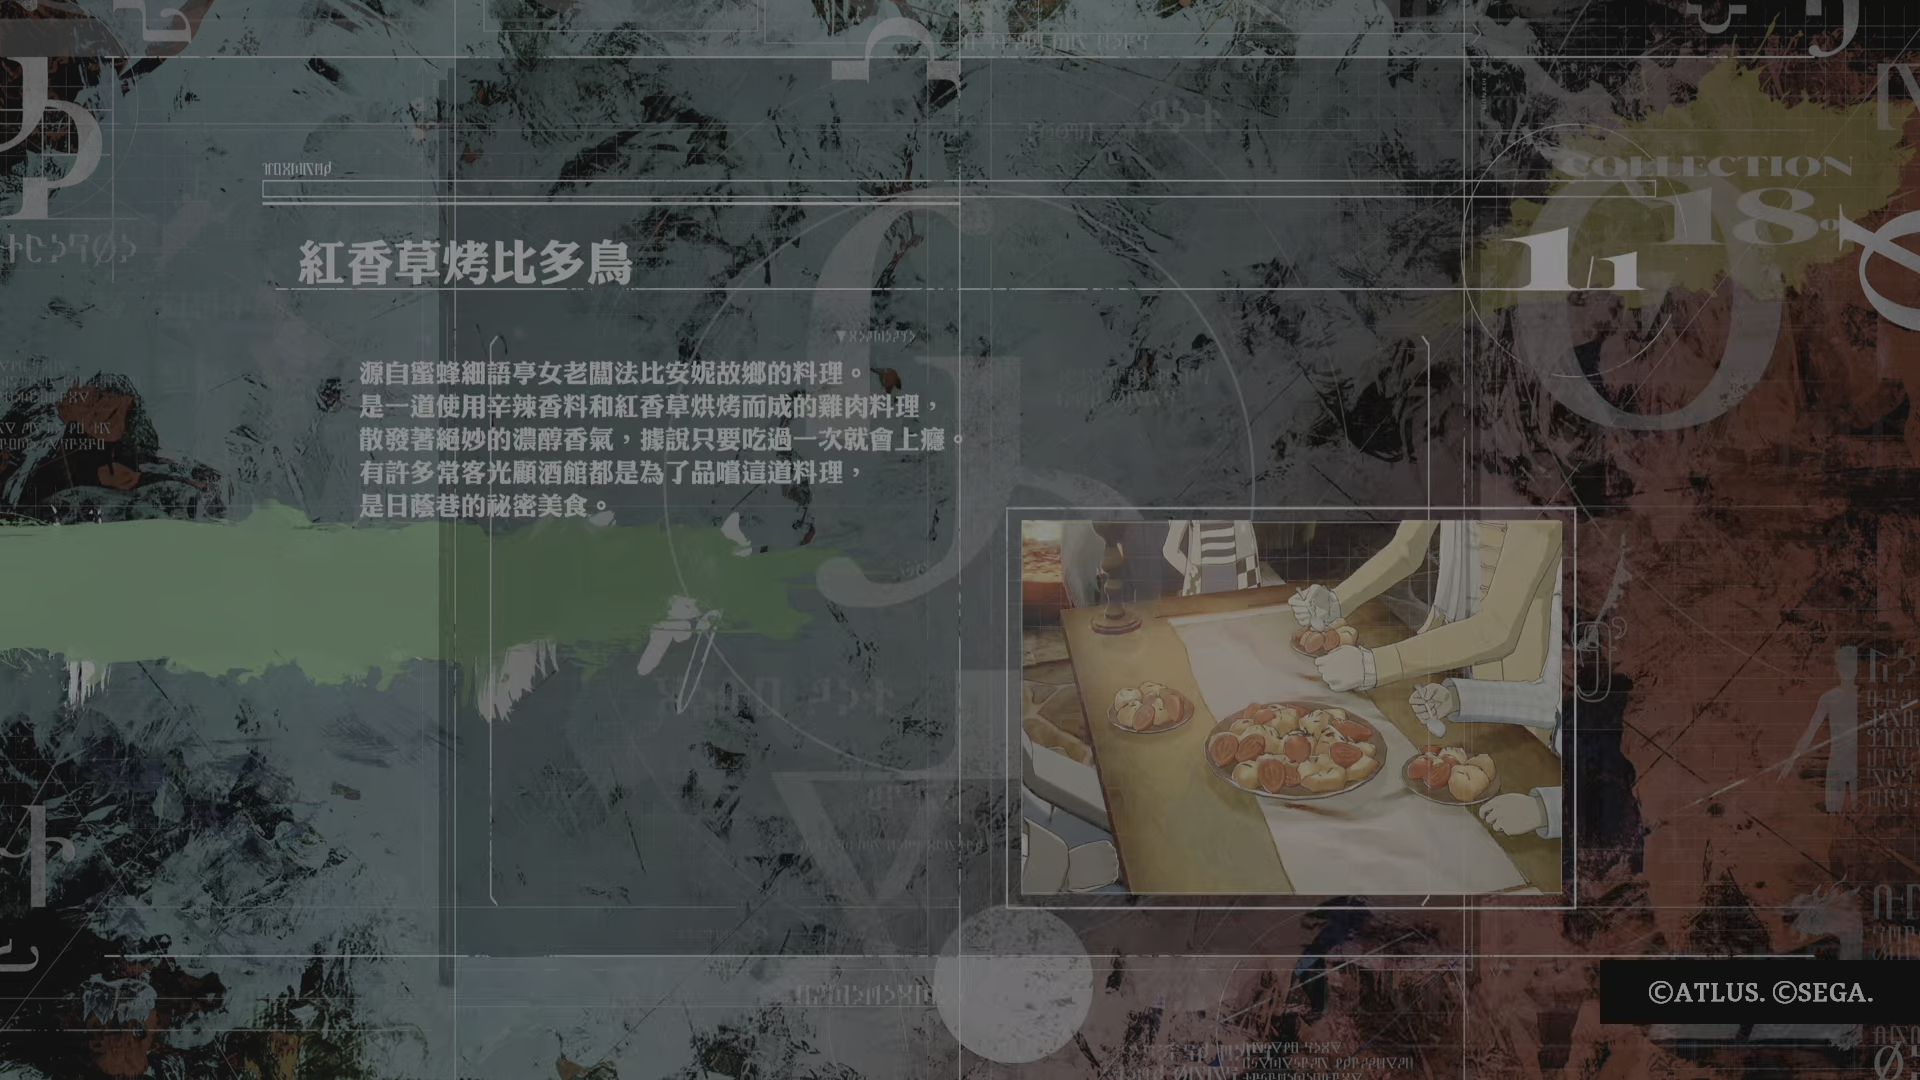 COLLECTION
18
1/1
紅香草烤比多鳥
源自蜜蜂細語亭女老闆法比安妮故鄉的料理。
是一道使用辛辣香料和紅香草烘烤而成的雞肉料理，
散發著絕妙的濃醇香氣，據說只要吃過一次就會上癮。
有許多常客光顧酒館都是為了品嚐這道料理，
是日蔭巷的祕密美食。
©ATLUS. ©SEGA.